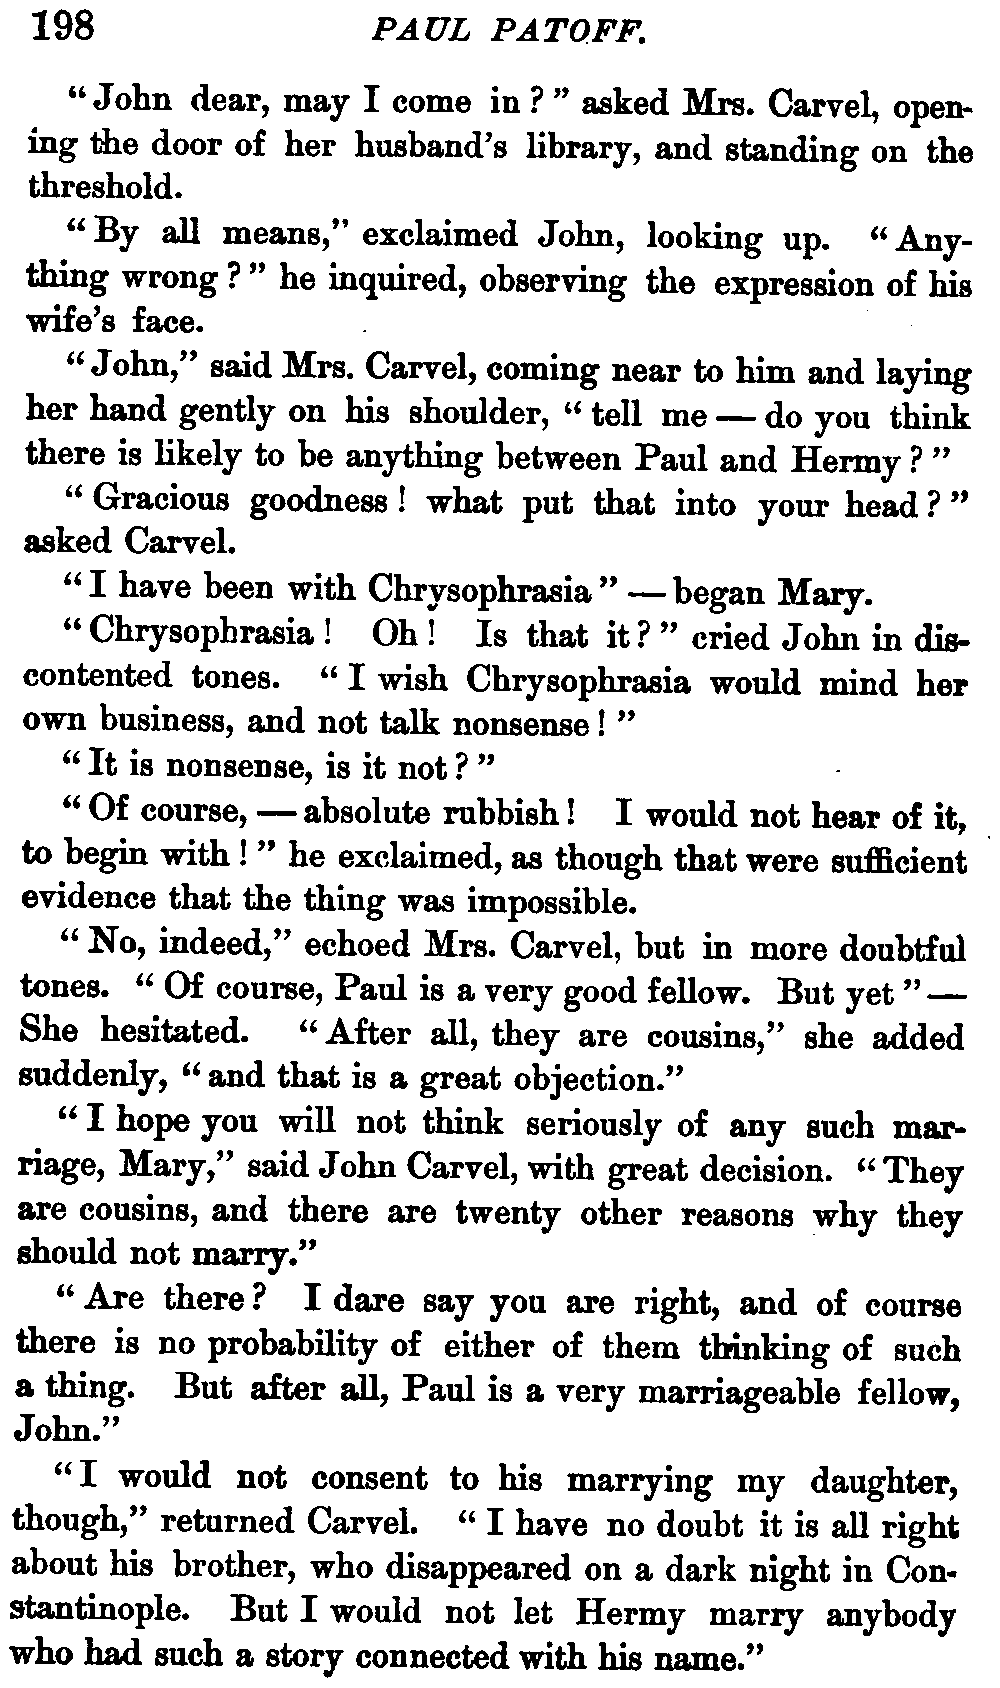 198 PAUL PATOFF.
"John dear, may I come in?" asked Mrs. Carvel, open-
ing the door of her husband's library, and standing on the
threshold.
"By all means," exclaimed John, looking up. "Any-
thing wrong?" he inquired, observing the expression of his
wife's face.
"John," said Mrs. Carvel, coming near to him and laying
her hand gently on his shoulder, "tell me — do you think
there is likely to be anything between Paul and Hermy?"
"Gracious goodness! what put that into your head?"
asked Carvel.
"I have been with Chrysophrasia" — began Mary.
"Chrysophrasia! Oh! Is that it?" cried John in dis-
contented tones. "I wish Chrysophrasia would mind her
own business, and not talk nonsense!"
"It is nonsense, is it not?"
"Of course, — absolute rubbish! I would not hear of it,
to begin with!" he exclaimed, as though that were sufficient
evidence that the thing was impossible.
"No, indeed," echoed Mrs. Carvel, but in more doubtful
tones. "Of course, Paul is a very good fellow. But yet" —
She hesitated. "After all, they are cousins," she added
suddenly, "and that is a great objection."
"I hope you will not think seriously of any such mar-
riage, Mary," said John Carvel, with great decision. "They
are cousins, and there are twenty other reasons why they
should not marry."
"Are there? I dare say you are right, and of course
there is no probability of either of them thinking of such
a thing. But after all, Paul is a very marriageable fellow,
John."
"I would not consent to his marrying my daughter,
though," returned Carvel. "I have no doubt it is all right
about his brother, who disappeared on a dark night in Con-
stantinople. But I would not let Hermy marry anybody
who had such a story connected with his name."